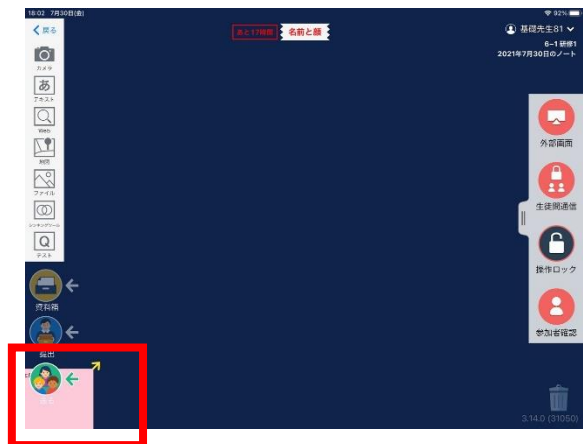 18:02 7月30日(金)
92%
戻る
あと17時間
名前と顔
基礎先生81
6-1 研修1
2021年7月30日のノート
カメラ
あ
テキスト
Web
地図
ファイル
シンキングツール
Q
テスト
外部画面
生徒間通信
操作ロック
参加者確認
資料箱
提出
3.14.0 (31050)